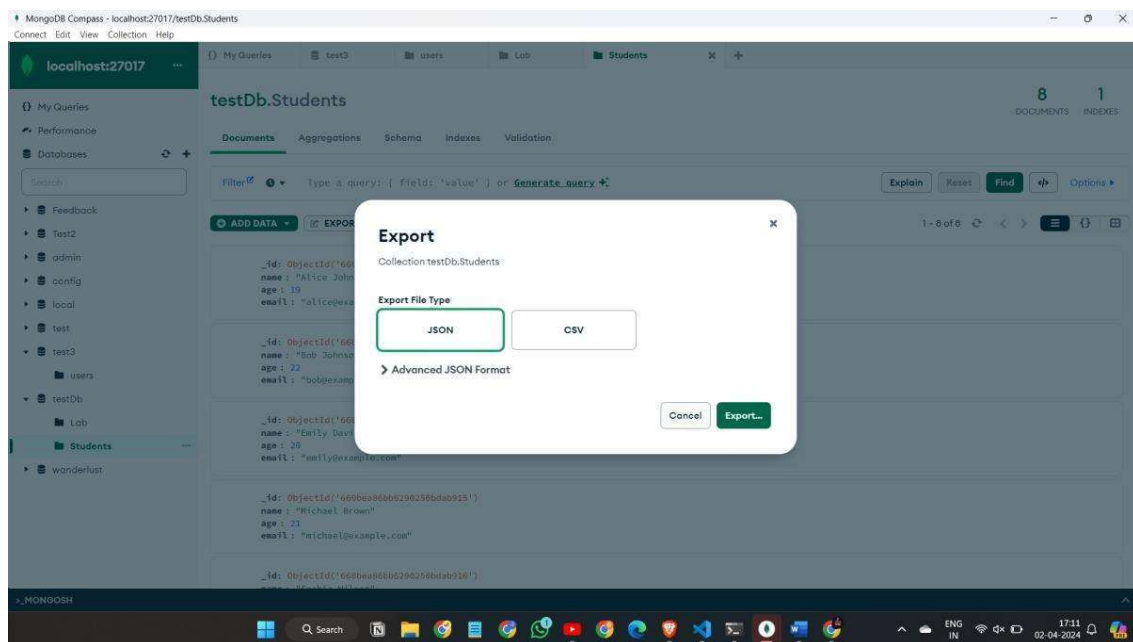 MongoDB Compass - localhost:27017/testDb.Students
Connect Edit View Collection Help
localhost:27017 ...
{} My Queries
test3
users
Lab
Students
{} My Queries
Performance
Databases
Search
Feedback
Test2
admin
config
local
test
test3
users
testDb
Lab
Students ...
wanderlust
testDb.Students
8 DOCUMENTS
1 INDEXES
Documents Aggregations Schema Indexes Validation
Filter
Type a query: { field: 'value' } or Generate query
Explain Reset Find </> Options
ADD DATA
EXPOR
1 - 8 of 8
_id: ObjectId('66
name : "Alice John
age : 19
email : "alice@exa
_id: ObjectId('66
name : "Bob Johnso
age : 22
email : "bob@examp
_id: ObjectId('66
name : "Emily Davi
age : 20
email : "emily@example.com"
_id:
name : "Michael Brown"
age : 21
email : "michael@example.com"
_id:
Export
Collection testDb.Students
Export File Type
JSON
CSV
Advanced JSON Format
Cancel
Export...
>_MONGOSH
Search
ENG
IN
17:11
02-04-2024